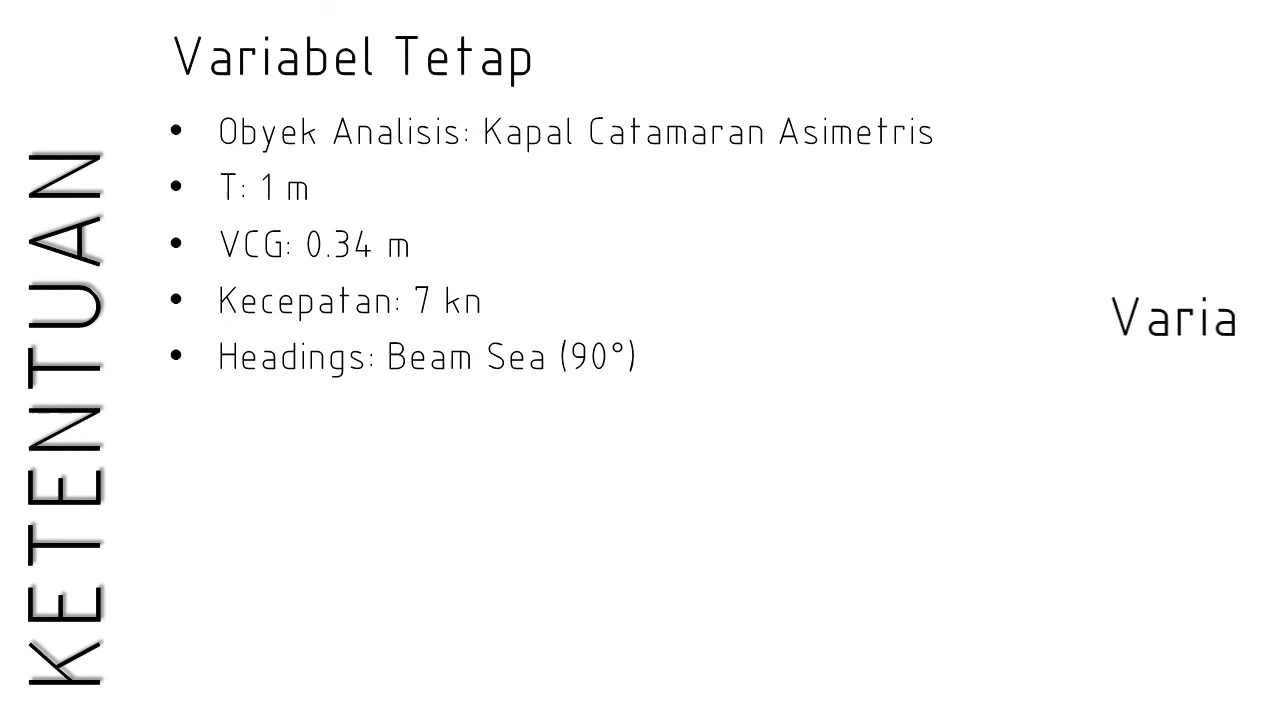 KETENTUAN
Variabel Tetap
• Obyek Analisis: Kapal Catamaran Asimetris
• T: 1 m
• VCG: 0.34 m
• Kecepatan: 7 kn
• Headings: Beam Sea (90°)
Varia